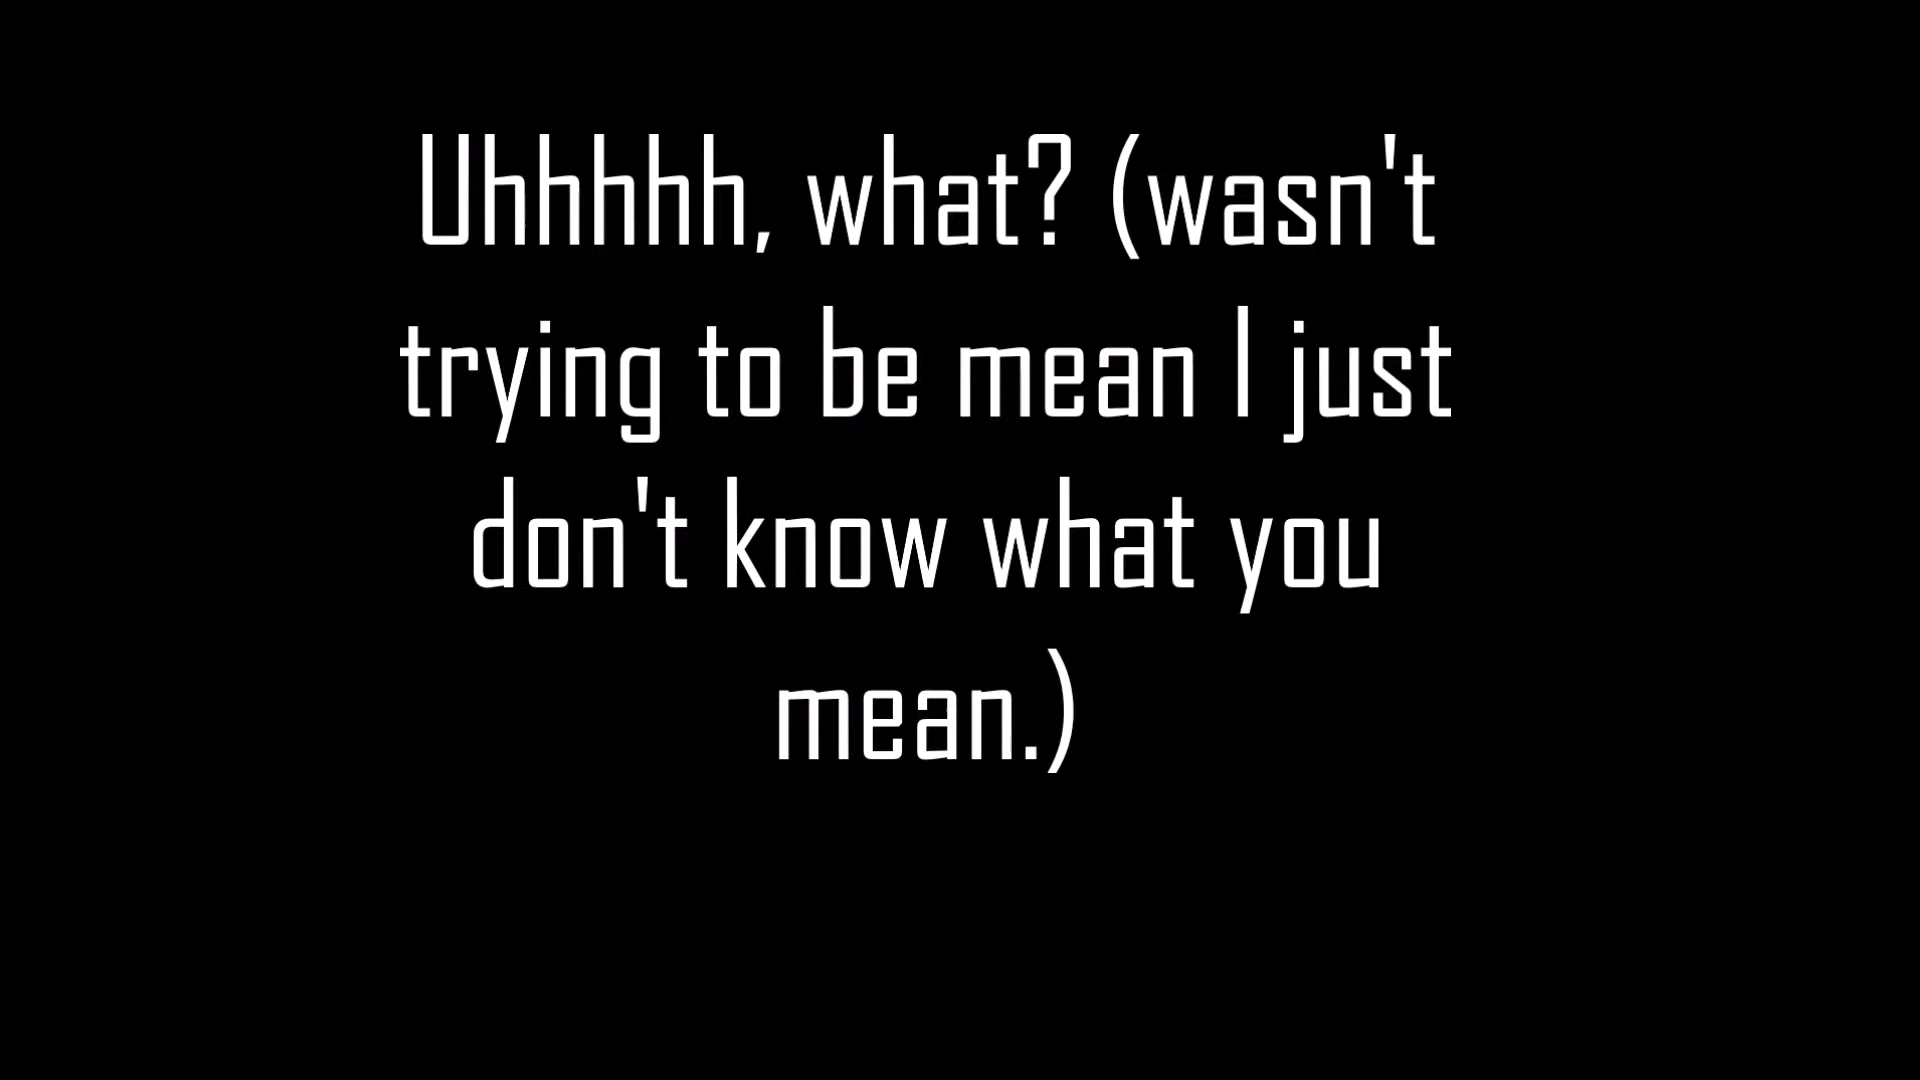 Uhhhhh, what? (wasn't
trying to be mean I just
don't know what you
mean.)